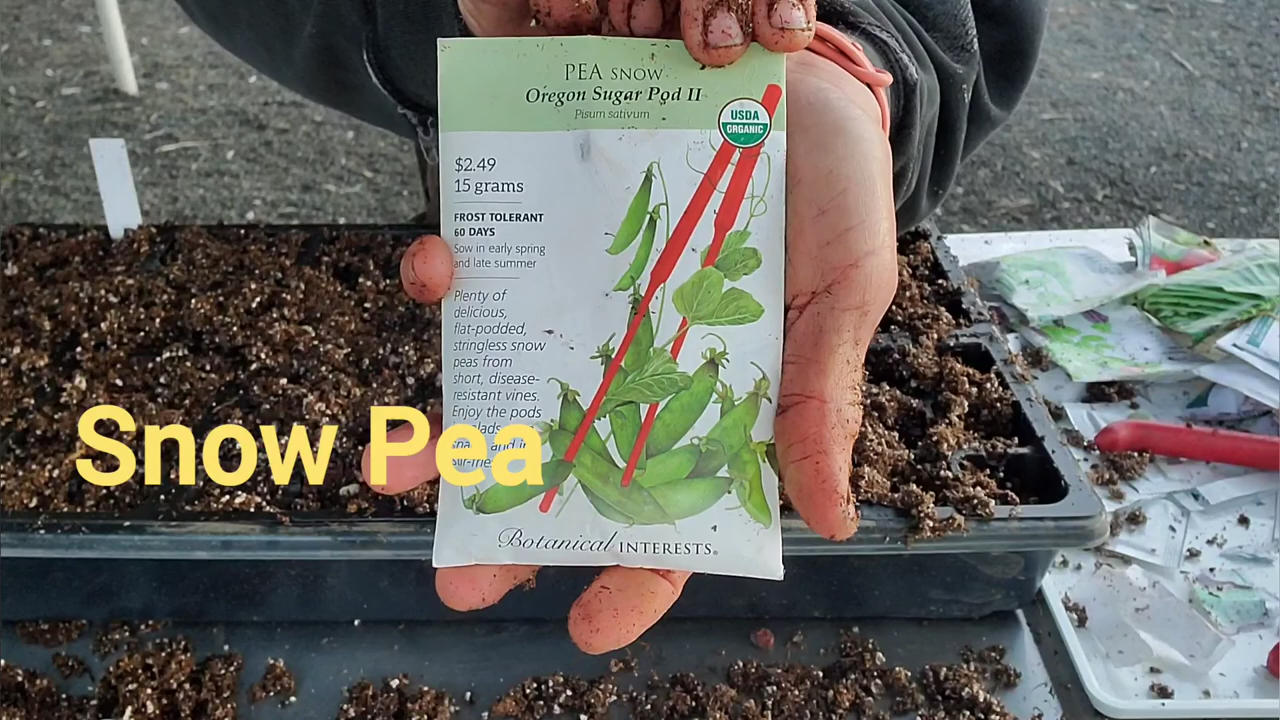 PEA SNOW
Oregon Sugar Pod II
Pisum sativum
USDA
ORGANIC
$2.49
15 grams
FROST TOLERANT
60 DAYS
Sow in early spring
and late summer
Plenty of
delicious,
flat-podded,
stringless snow
peas from
short, disease-
resistant vines.
Enjoy the pods
Snow Pea
Botanical INTERESTS®